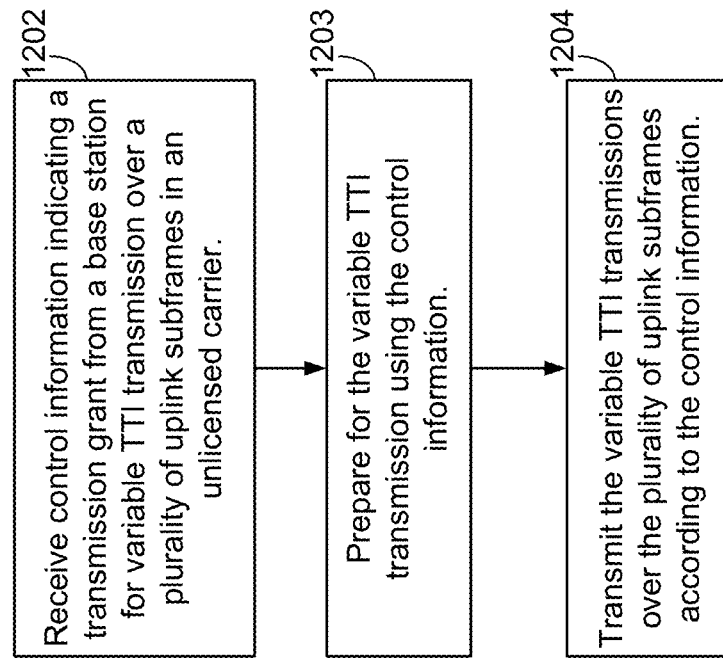 1202
Receive control information indicating a
transmission grant from a base station
for variable TTI transmission over a
plurality of uplink subframes in an
unlicensed carrier.
1203
Prepare for the variable TTI
transmission using the control
information.
1204
Transmit the variable TTI transmissions
over the plurality of uplink subframes
according to the control information.